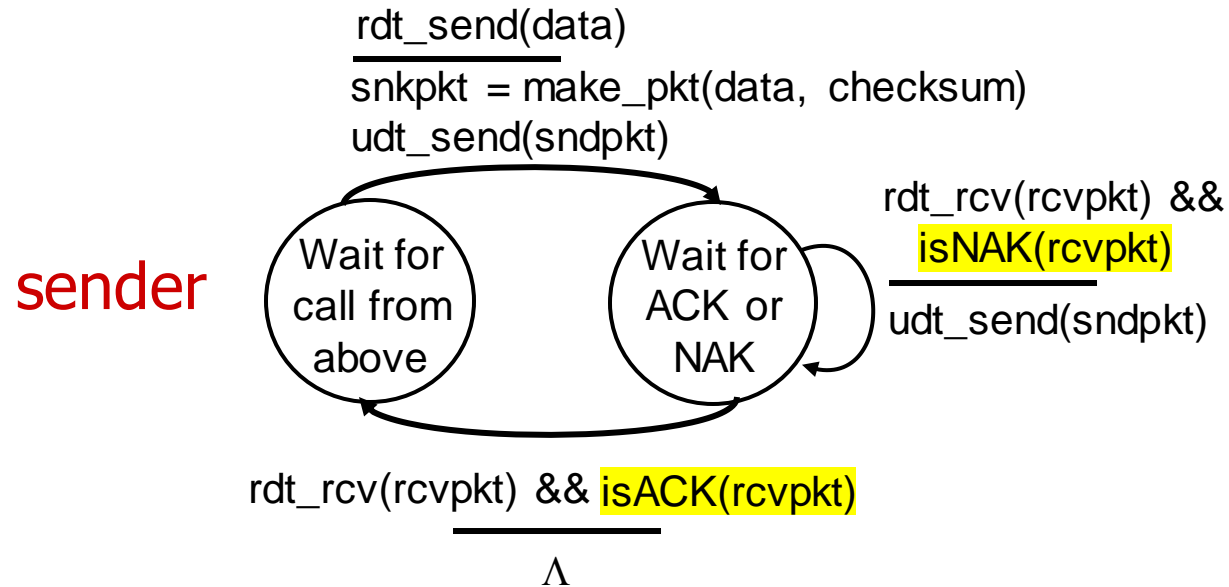 rdt_send(data)
snkpkt = make_pkt(data, checksum)
udt_send(sndpkt)
sender
Wait for
call from
above
Wait for
ACK or
NAK
rdt_rcv(rcvpkt) &&
isNAK(rcvpkt)
udt_send(sndpkt)
rdt_rcv(rcvpkt) && isACK(rcvpkt)
Λ